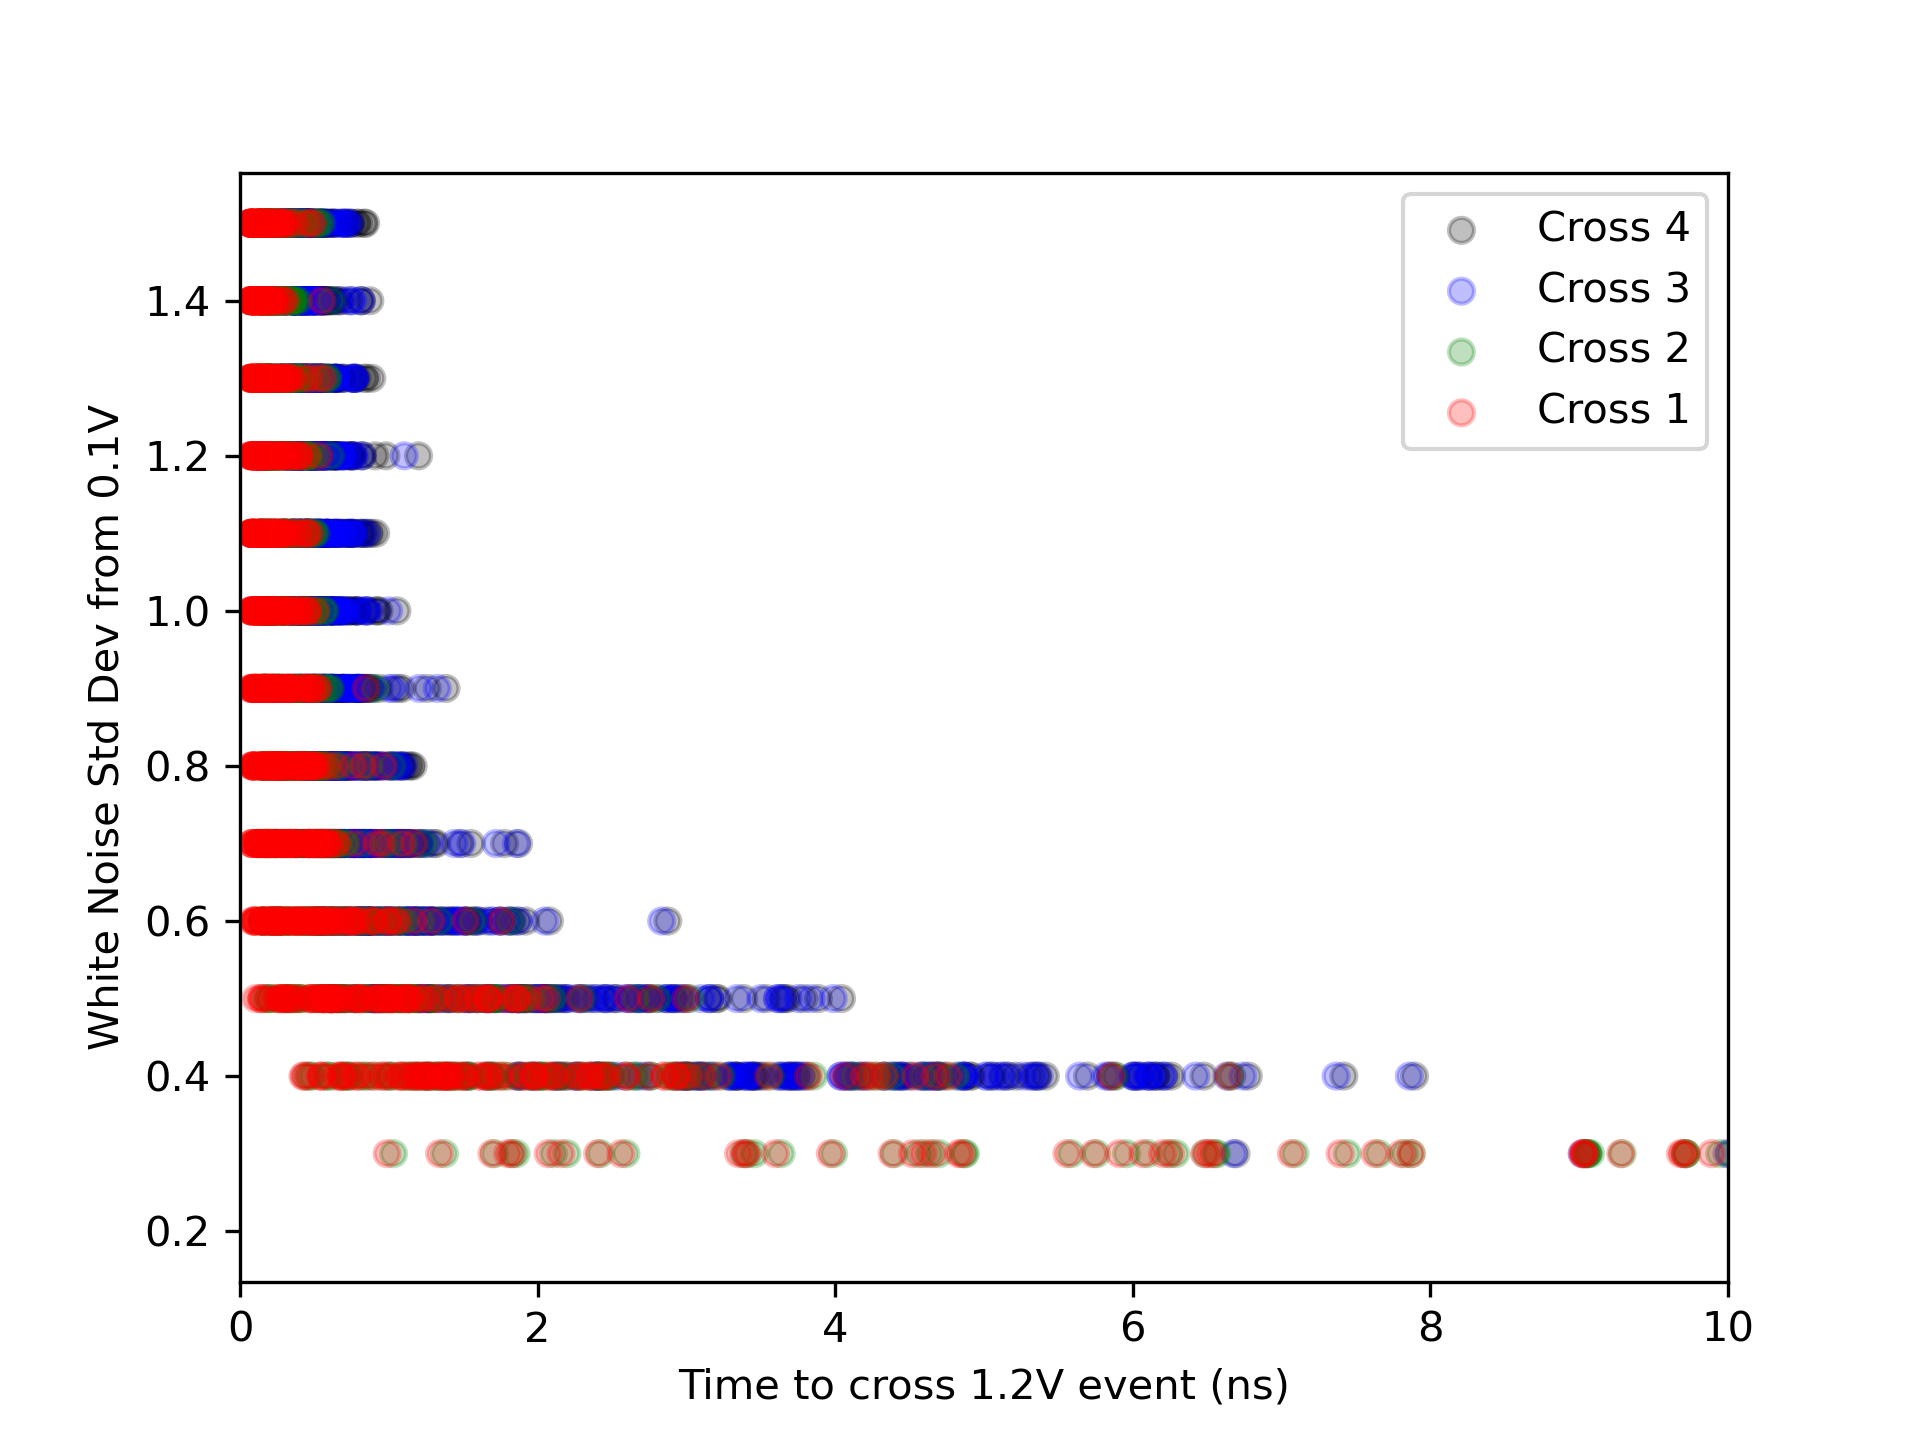 Cross 4
Cross 3
Cross 2
Cross 1
1.4
1.2
1.0
0.8
0.6
0.4
0.2
White Noise Std Dev from 0.1V
0 2 4 6 8 10
Time to cross 1.2V event (ns)